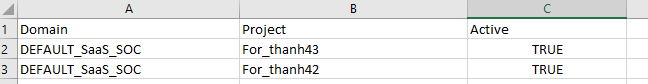 A B C
1 Domain Project Active
2 DEFAULT_SaaS_SOC For_thanh43 TRUE
3 DEFAULT_SaaS_SOC For_thanh42 TRUE